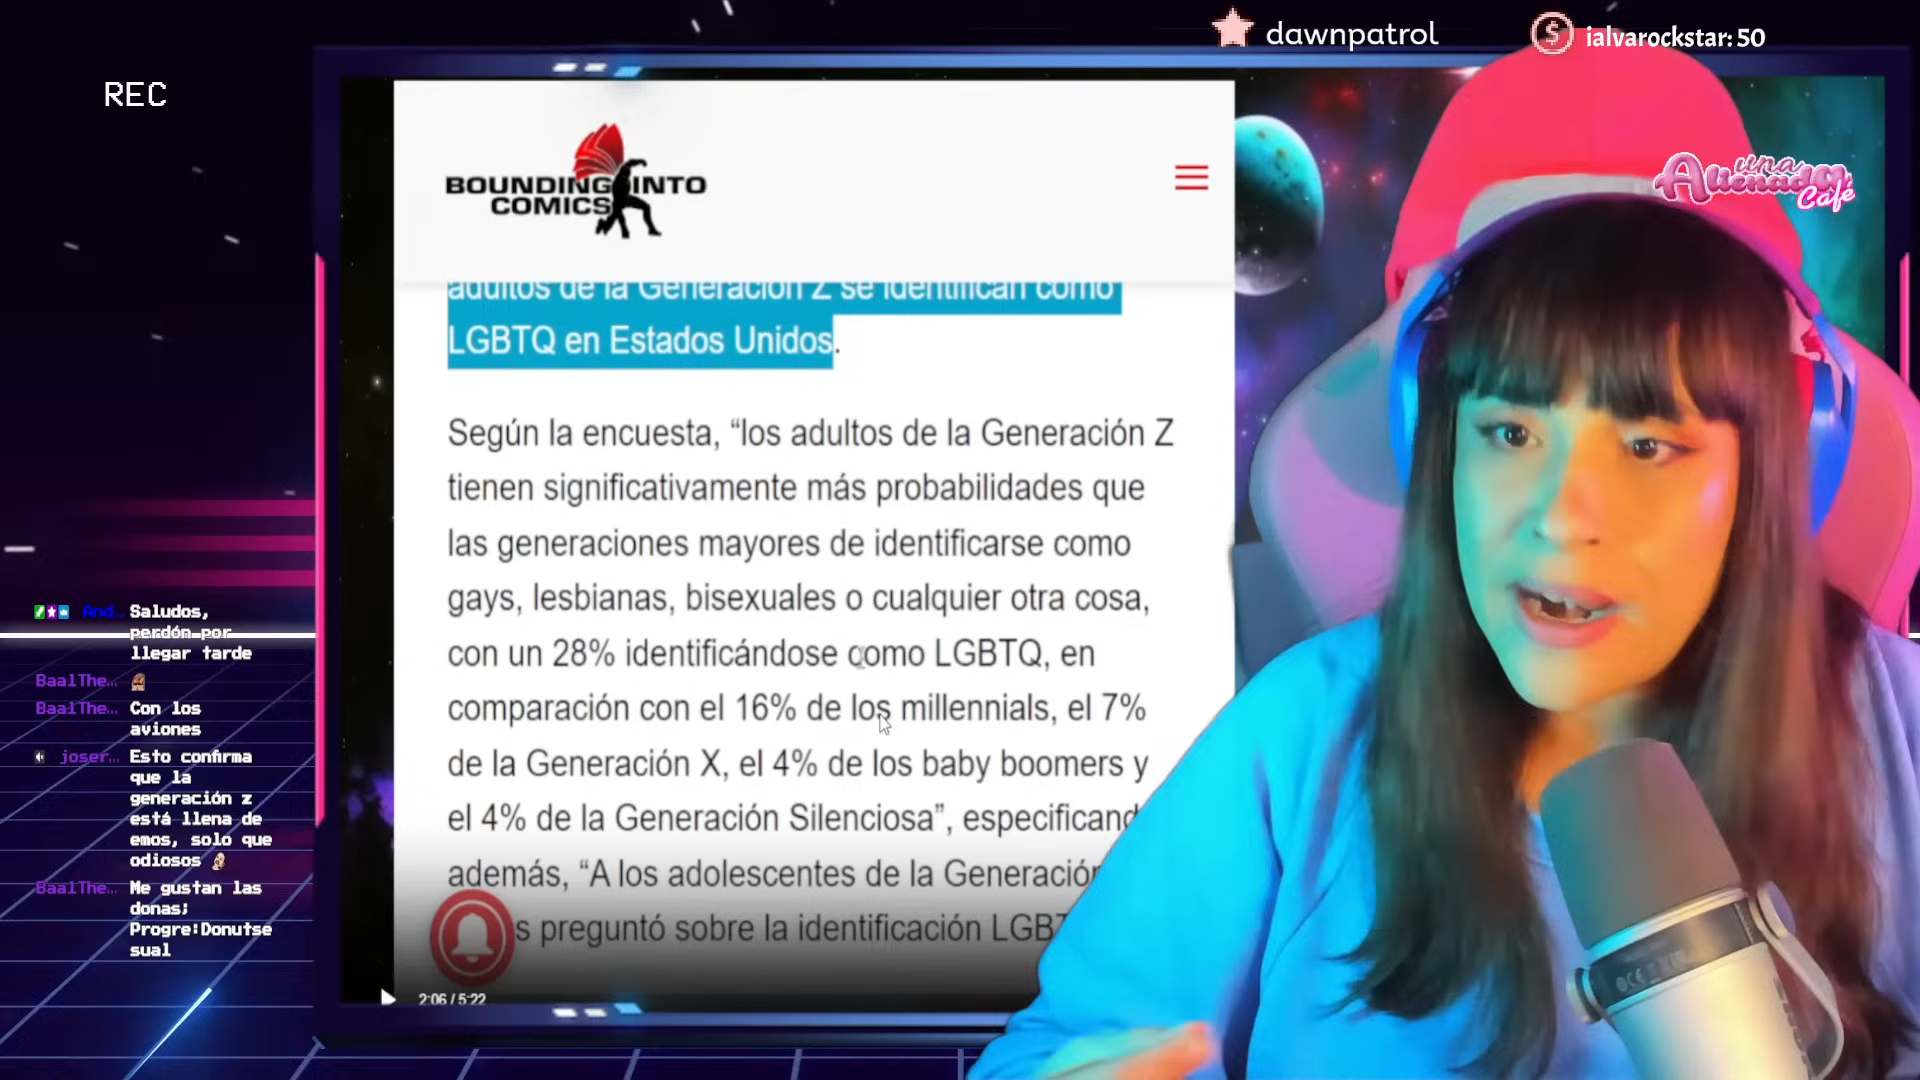 dawnpatrol
ialvarockstar: 50
REC
BOUNDING INTO
COMICS
una
Alienada
Café
adultos de la Generación Z se identifican como
LGBTQ en Estados Unidos.
Según la encuesta, “los adultos de la Generación Z
tienen significativamente más probabilidades que
las generaciones mayores de identificarse como
gays, lesbianas, bisexuales o cualquier otra cosa,
con un 28% identificándose como LGBTQ, en
comparación con el 16% de los millennials, el 7%
de la Generación X, el 4% de los baby boomers y
el 4% de la Generación Silenciosa”, especificand
además, “A los adolescentes de la Generación
s preguntó sobre la identificación LGBT
2:06 / 5:22
And... Saludos,
perdón por
llegar tarde
BaalThe...
BaalThe... Con los
aviones
joser... Esto confirma
que la
generación z
está llena de
emos, solo que
odiosos
BaalThe... Me gustan las
donas;
Progre:Donutse
sual